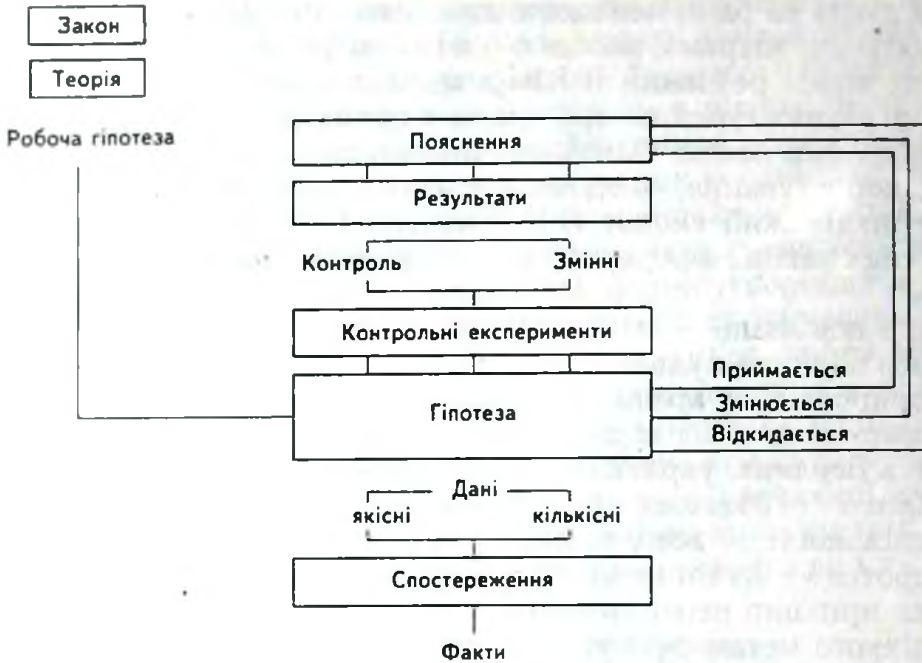 Закон
Теорія
Робоча гіпотеза
Пояснення
Результати
Контроль Змінні
Контрольні експерименти
Гіпотеза
Приймається
Змінюється
Відкидається
Дані
якісні кількісні
Спостереження
Факти